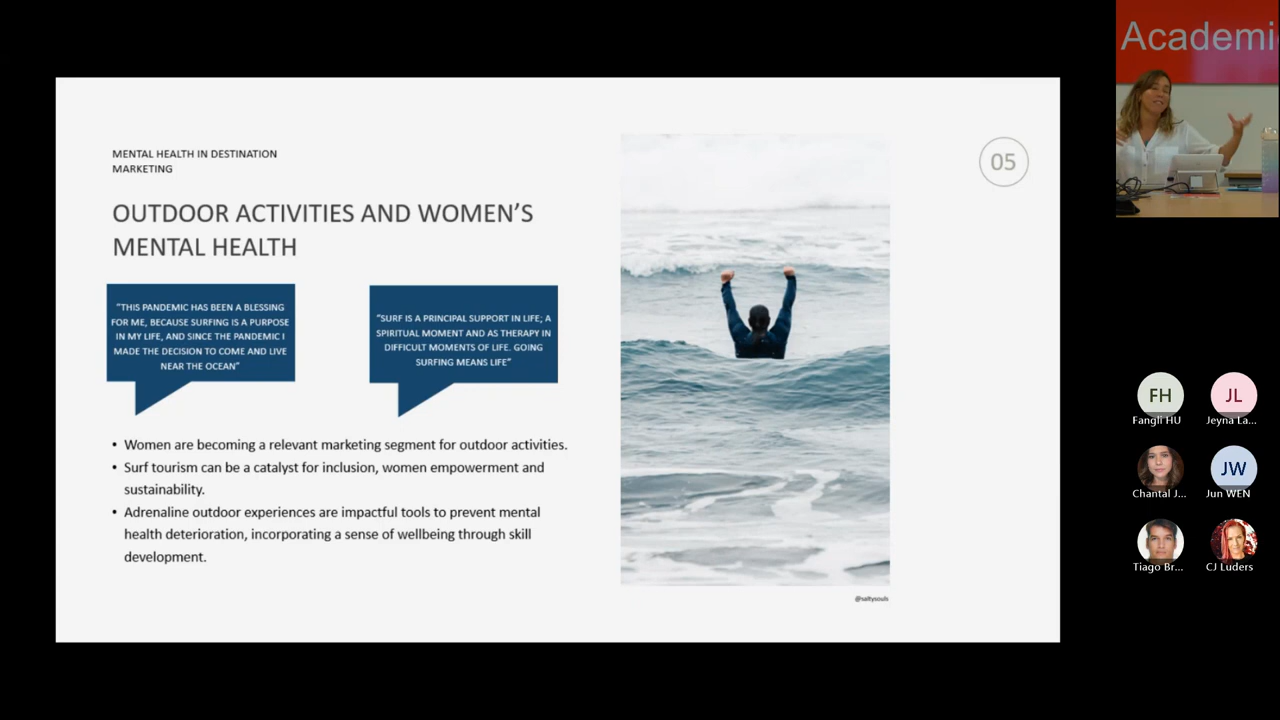 Academi
MENTAL HEALTH IN DESTINATION
MARKETING
05
OUTDOOR ACTIVITIES AND WOMEN'S
MENTAL HEALTH
"THIS PANDEMIC HAS BEEN A BLESSING
FOR ME, BECAUSE SURFING IS A PURPOSE
IN MY LIFE, AND SINCE THE PANDEMIC I
MADE THE DECISION TO COME AND LIVE
NEAR THE OCEAN"
"SURF IS A PRINCIPAL SUPPORT IN LIFE; A
SPIRITUAL MOMENT AND AS THERAPY IN
DIFFICULT MOMENTS OF LIFE. GOING
SURFING MEANS LIFE"
• Women are becoming a relevant marketing segment for outdoor activities.
• Surf tourism can be a catalyst for inclusion, women empowerment and
sustainability.
• Adrenaline outdoor experiences are impactful tools to prevent mental
health deterioration, incorporating a sense of wellbeing through skill
development.
@saltysouls
FH
Fangli HU
JL
Jeyna La...
Chantal J...
JW
Jun WEN
Tiago Br...
CJ Luders